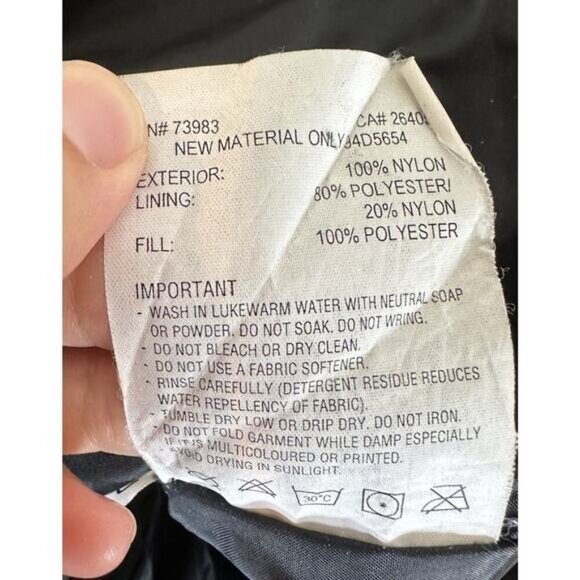 N# 73983 CA# 2640
NEW MATERIAL ONLY 4D5654
EXTERIOR: 100% NYLON
LINING: 80% POLYESTER/
20% NYLON
FILL: 100% POLYESTER
IMPORTANT
- WASH IN LUKEWARM WATER WITH NEUTRAL SOAP
OR POWDER. DO NOT SOAK. DO NOT WRING.
- DO NOT BLEACH OR DRY CLEAN.
- DO NOT USE A FABRIC SOFTENER.
- RINSE CAREFULLY (DETERGENT RESIDUE REDUCES
WATER REPELLENCY OF FABRIC).
- TUMBLE DRY LOW OR DRIP DRY. DO NOT IRON.
- DO NOT FOLD GARMENT WHILE DAMP ESPECIALLY
IF IT IS MULTICOLOURED OR PRINTED.
- AVOID DRYING IN SUNLIGHT.
30°C